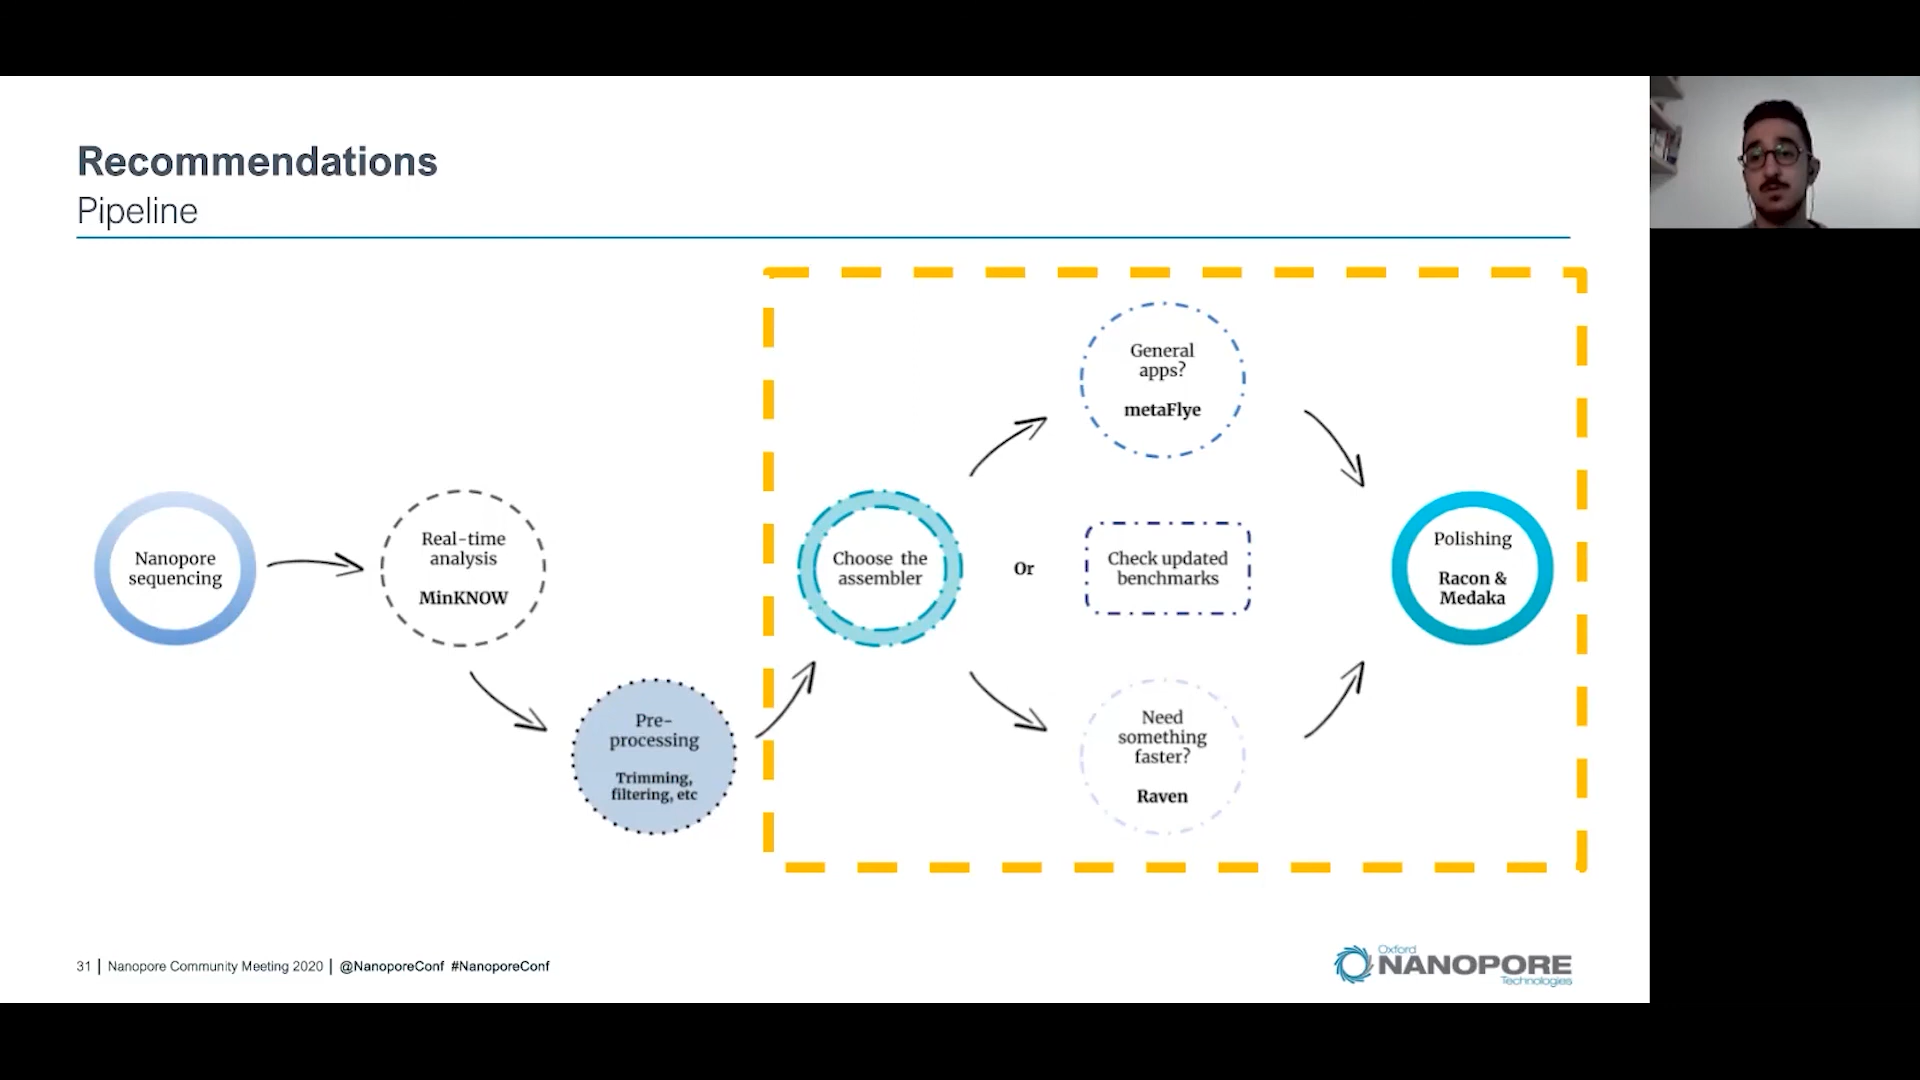 Recommendations
Pipeline
Nanopore
sequencing
Real-time
analysis
MinKNOW
Pre-
processing
Trimming,
filtering, etc
Choose the
assembler
General
apps?
metaFlye
Or
Check updated
benchmarks
Need
something
faster?
Raven
Polishing
Racon &
Medaka
31 | Nanopore Community Meeting 2020 | @NanoporeConf #NanoporeConf
Oxford
NANOPORE
Technologies